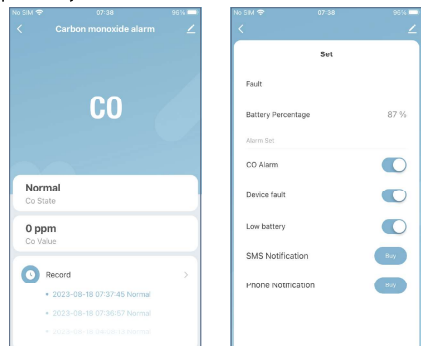 No SIM 07:38 96%
Carbon monoxide alarm
CO
Normal
Co State
0 ppm
Co Value
Record
2023-09-18 07:37:45 Normal
2023-09-18 07:36:57 Normal
No SIM 07:38 96%
Set
Fault
Battery Percentage 87 %
Alarm Set
CO Alarm
Device fault
Low battery
SMS Notification Buy
Phone Notification Buy